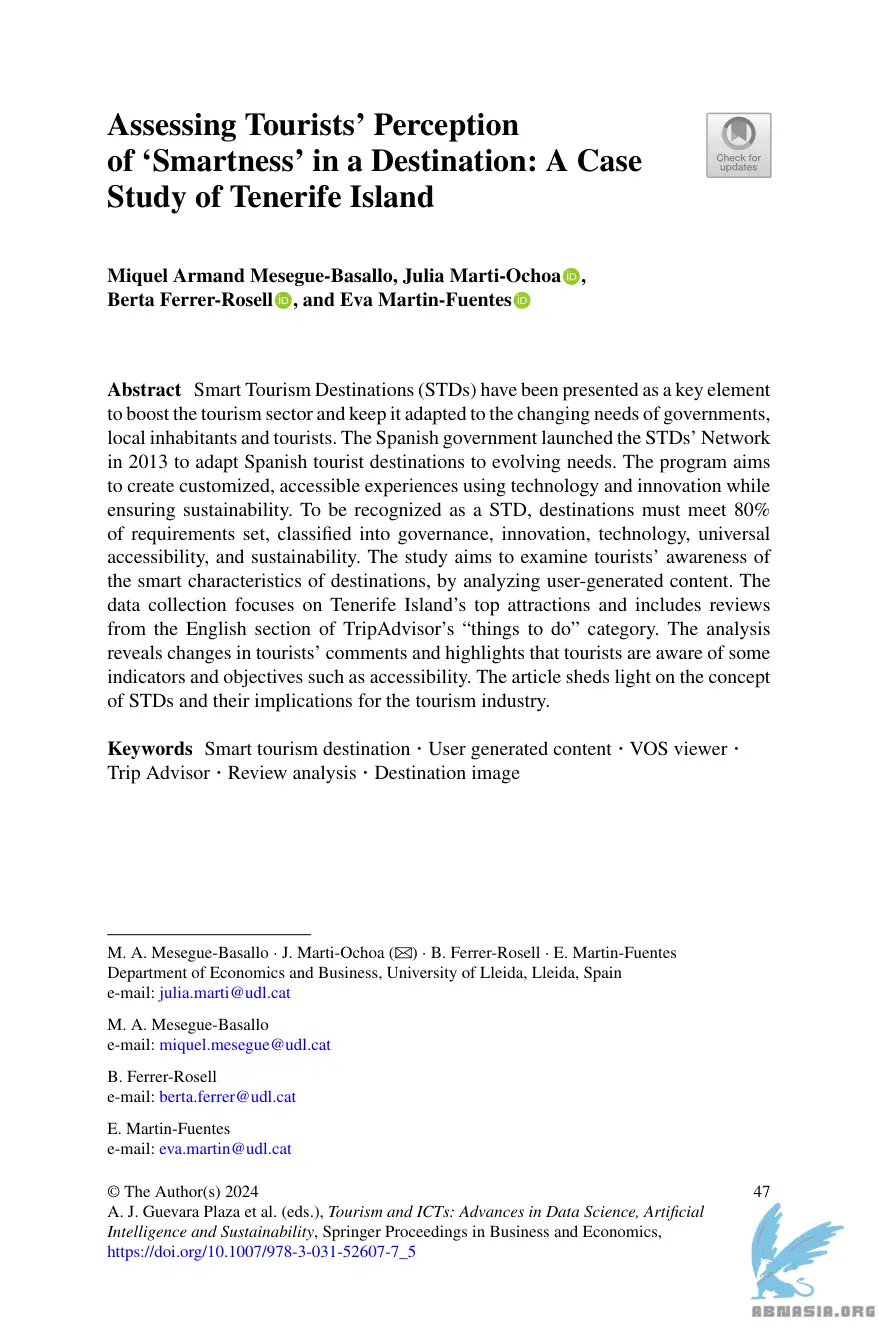 Assessing Tourists’ Perception
of ‘Smartness’ in a Destination: A Case
Study of Tenerife Island
Check for
updates
Miquel Armand Mesegue-Basallo, Julia Marti-Ochoa iD,
Berta Ferrer-Rosell iD, and Eva Martin-Fuentes iD
Abstract Smart Tourism Destinations (STDs) have been presented as a key element
to boost the tourism sector and keep it adapted to the changing needs of governments,
local inhabitants and tourists. The Spanish government launched the STDs’ Network
in 2013 to adapt Spanish tourist destinations to evolving needs. The program aims
to create customized, accessible experiences using technology and innovation while
ensuring sustainability. To be recognized as a STD, destinations must meet 80%
of requirements set, classified into governance, innovation, technology, universal
accessibility, and sustainability. The study aims to examine tourists’ awareness of
the smart characteristics of destinations, by analyzing user-generated content. The
data collection focuses on Tenerife Island’s top attractions and includes reviews
from the English section of TripAdvisor’s “things to do” category. The analysis
reveals changes in tourists’ comments and highlights that tourists are aware of some
indicators and objectives such as accessibility. The article sheds light on the concept
of STDs and their implications for the tourism industry.
Keywords Smart tourism destination · User generated content · VOS viewer ·
Trip Advisor · Review analysis · Destination image
M. A. Mesegue-Basallo · J. Marti-Ochoa (✉) · B. Ferrer-Rosell · E. Martin-Fuentes
Department of Economics and Business, University of Lleida, Lleida, Spain
e-mail: julia.marti@udl.cat
M. A. Mesegue-Basallo
e-mail: miquel.mesegue@udl.cat
B. Ferrer-Rosell
e-mail: berta.ferrer@udl.cat
E. Martin-Fuentes
e-mail: eva.martin@udl.cat
© The Author(s) 2024 47
A. J. Guevara Plaza et al. (eds.), Tourism and ICTs: Advances in Data Science, Artificial
Intelligence and Sustainability, Springer Proceedings in Business and Economics,
https://doi.org/10.1007/978-3-031-52607-7_5
ABNASIA.ORG